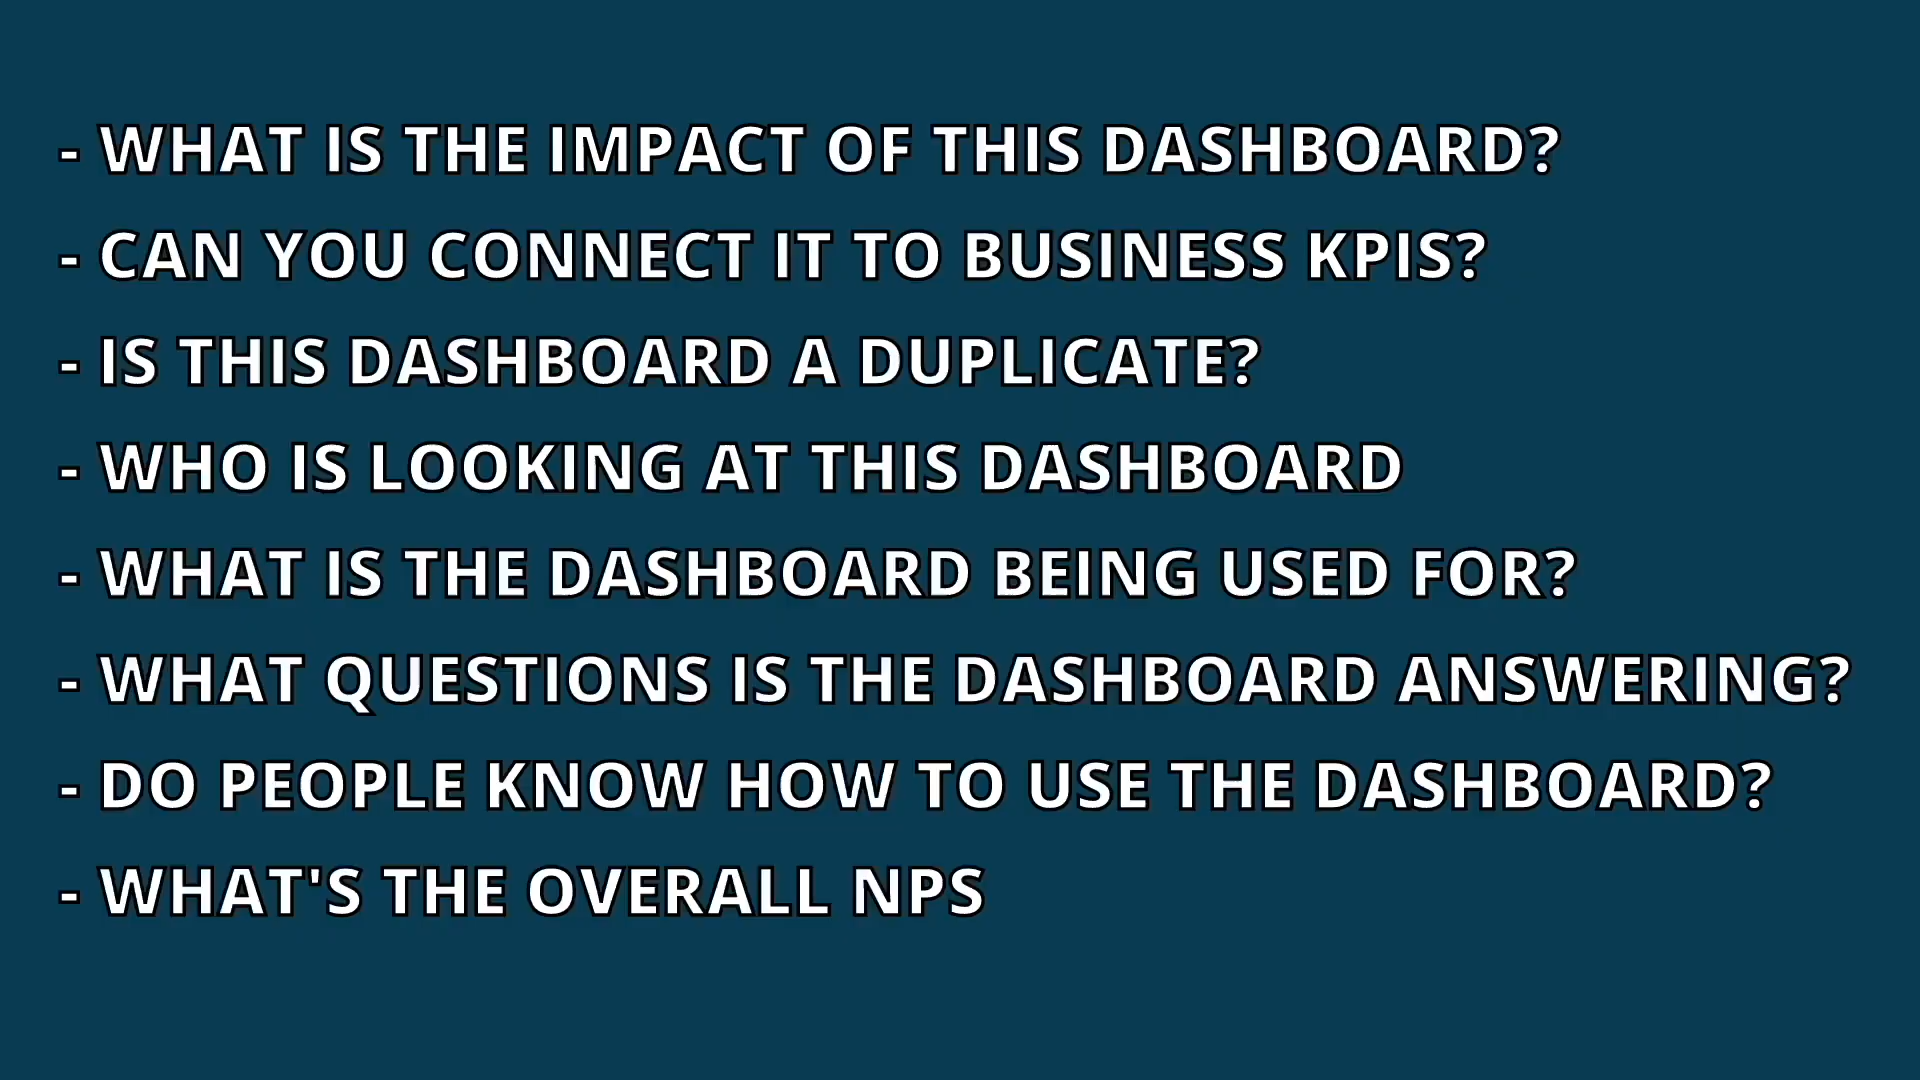 - WHAT IS THE IMPACT OF THIS DASHBOARD?
- CAN YOU CONNECT IT TO BUSINESS KPIS?
- IS THIS DASHBOARD A DUPLICATE?
- WHO IS LOOKING AT THIS DASHBOARD
- WHAT IS THE DASHBOARD BEING USED FOR?
- WHAT QUESTIONS IS THE DASHBOARD ANSWERING?
- DO PEOPLE KNOW HOW TO USE THE DASHBOARD?
- WHAT'S THE OVERALL NPS